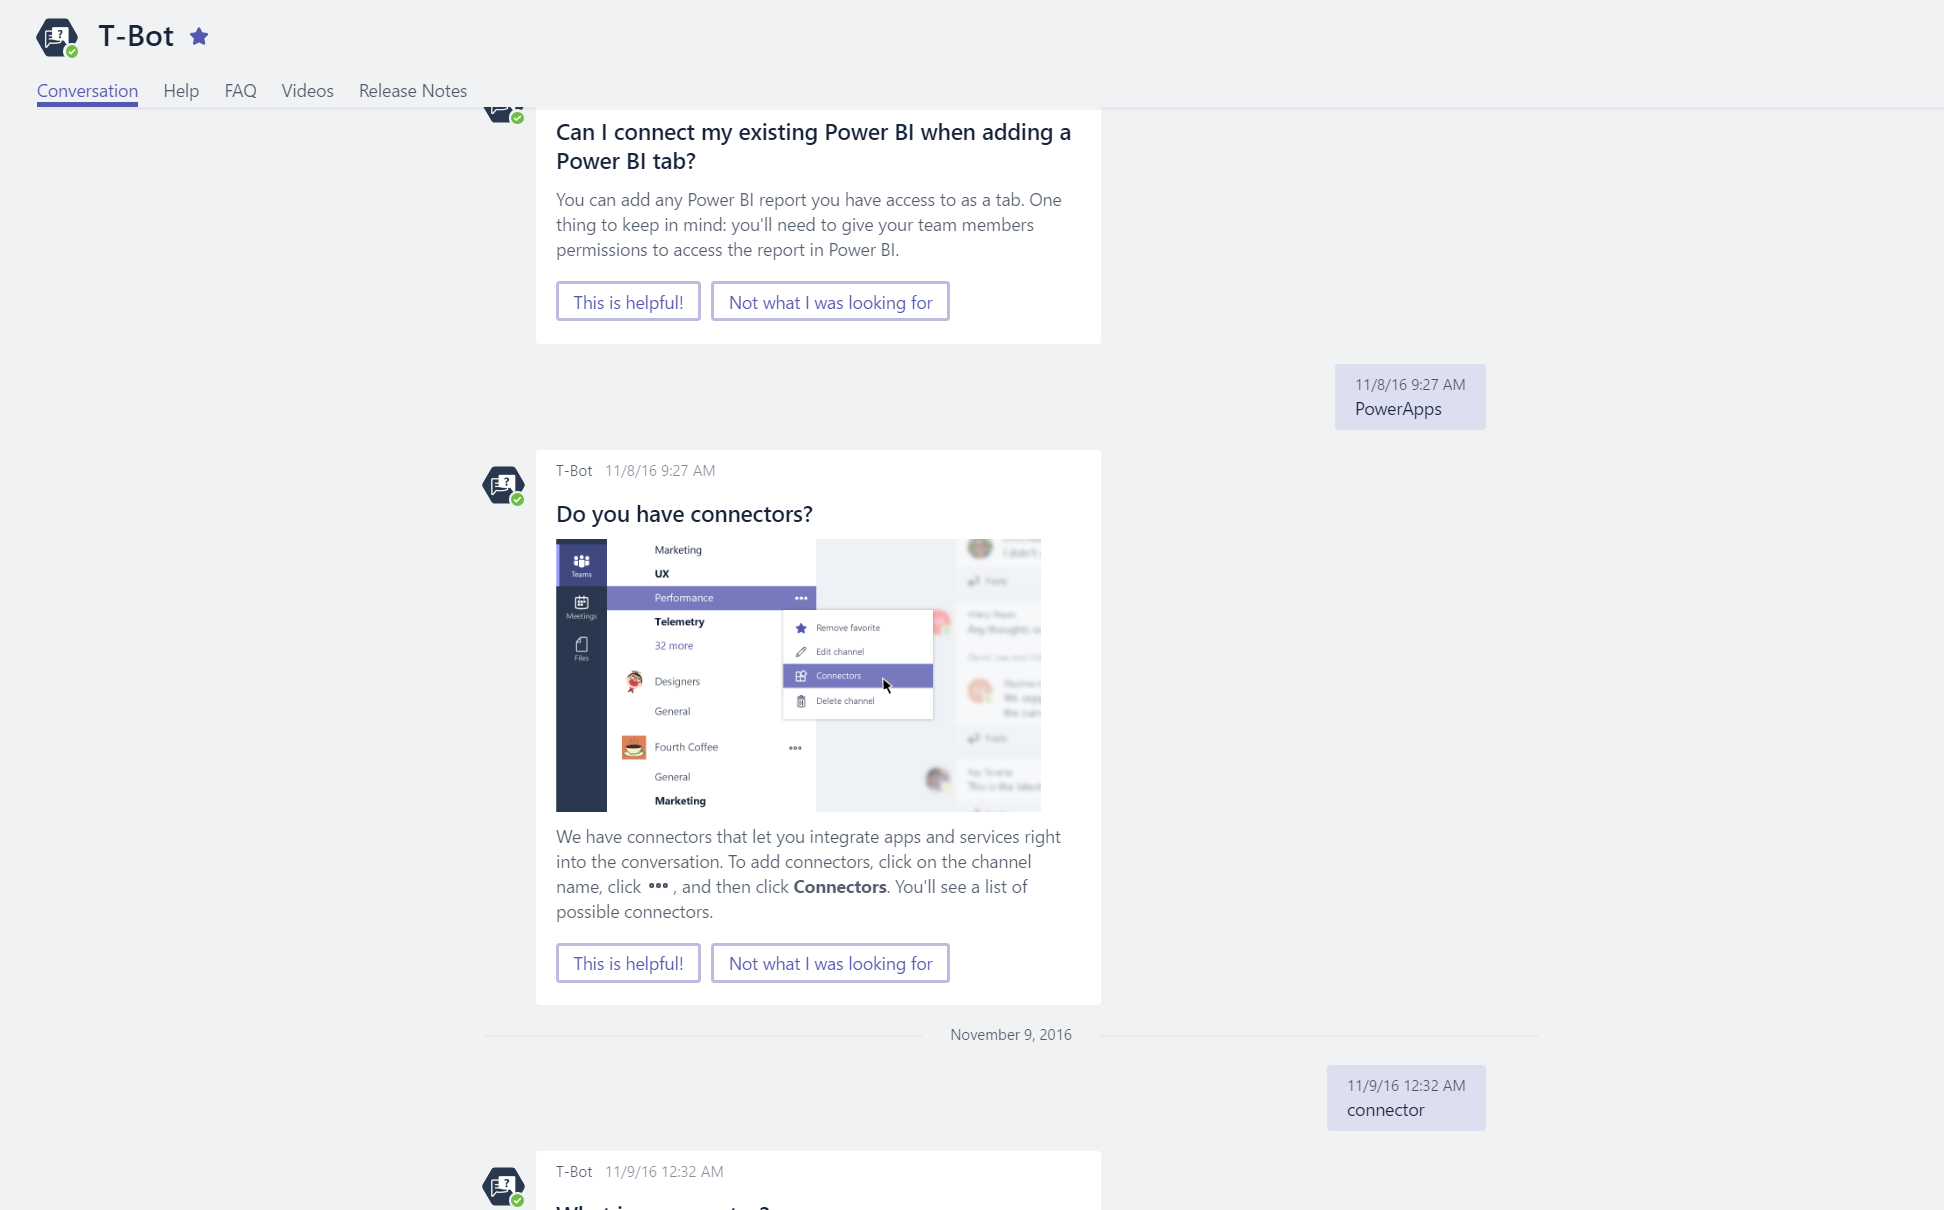 T-Bot
Conversation Help FAQ Videos Release Notes
Can I connect my existing Power BI when adding a
Power BI tab?
You can add any Power BI report you have access to as a tab. One
thing to keep in mind: you'll need to give your team members
permissions to access the report in Power BI.
This is helpful! Not what I was looking for
11/8/16 9:27 AM
PowerApps
T-Bot 11/8/16 9:27 AM
Do you have connectors?
Teams
Meetings
Files
Marketing
UX
Performance
Telemetry
32 more
Designers
General
Fourth Coffee
General
Marketing
Remove favorite
Edit channel
Connectors
Delete channel
We have connectors that let you integrate apps and services right
into the conversation. To add connectors, click on the channel
name, click ••• , and then click Connectors. You'll see a list of
possible connectors.
This is helpful! Not what I was looking for
November 9, 2016
11/9/16 12:32 AM
connector
T-Bot 11/9/16 12:32 AM